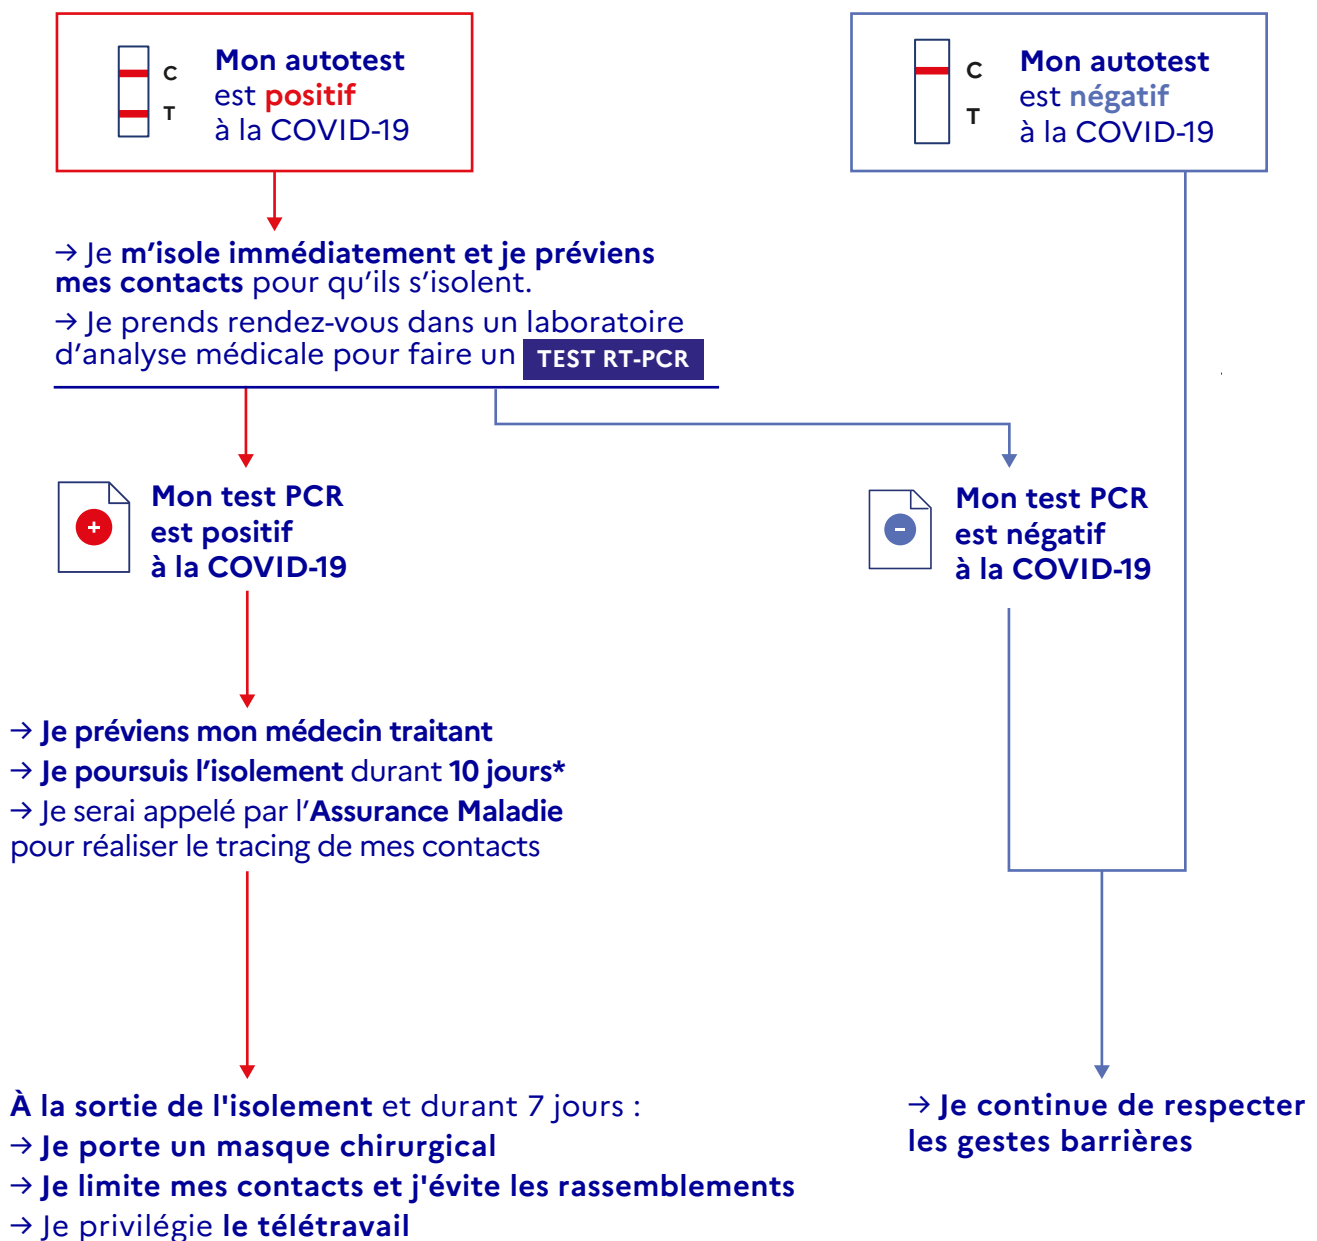 C
T
Mon autotest
est positif
à la COVID-19
C
T
Mon autotest
est négatif
à la COVID-19
→ Je m’isole immédiatement et je préviens
mes contacts pour qu’ils s’isolent.
→ Je prends rendez-vous dans un laboratoire
d’analyse médicale pour faire un TEST RT-PCR
Mon test PCR
est positif
à la COVID-19
Mon test PCR
est négatif
à la COVID-19
→ Je préviens mon médecin traitant
→ Je poursuis l’isolement durant 10 jours*
→ Je serai appelé par l’Assurance Maladie
pour réaliser le tracing de mes contacts
À la sortie de l'isolement et durant 7 jours :
→ Je porte un masque chirurgical
→ Je limite mes contacts et j'évite les rassemblements
→ Je privilégie le télétravail
→ Je continue de respecter
les gestes barrières